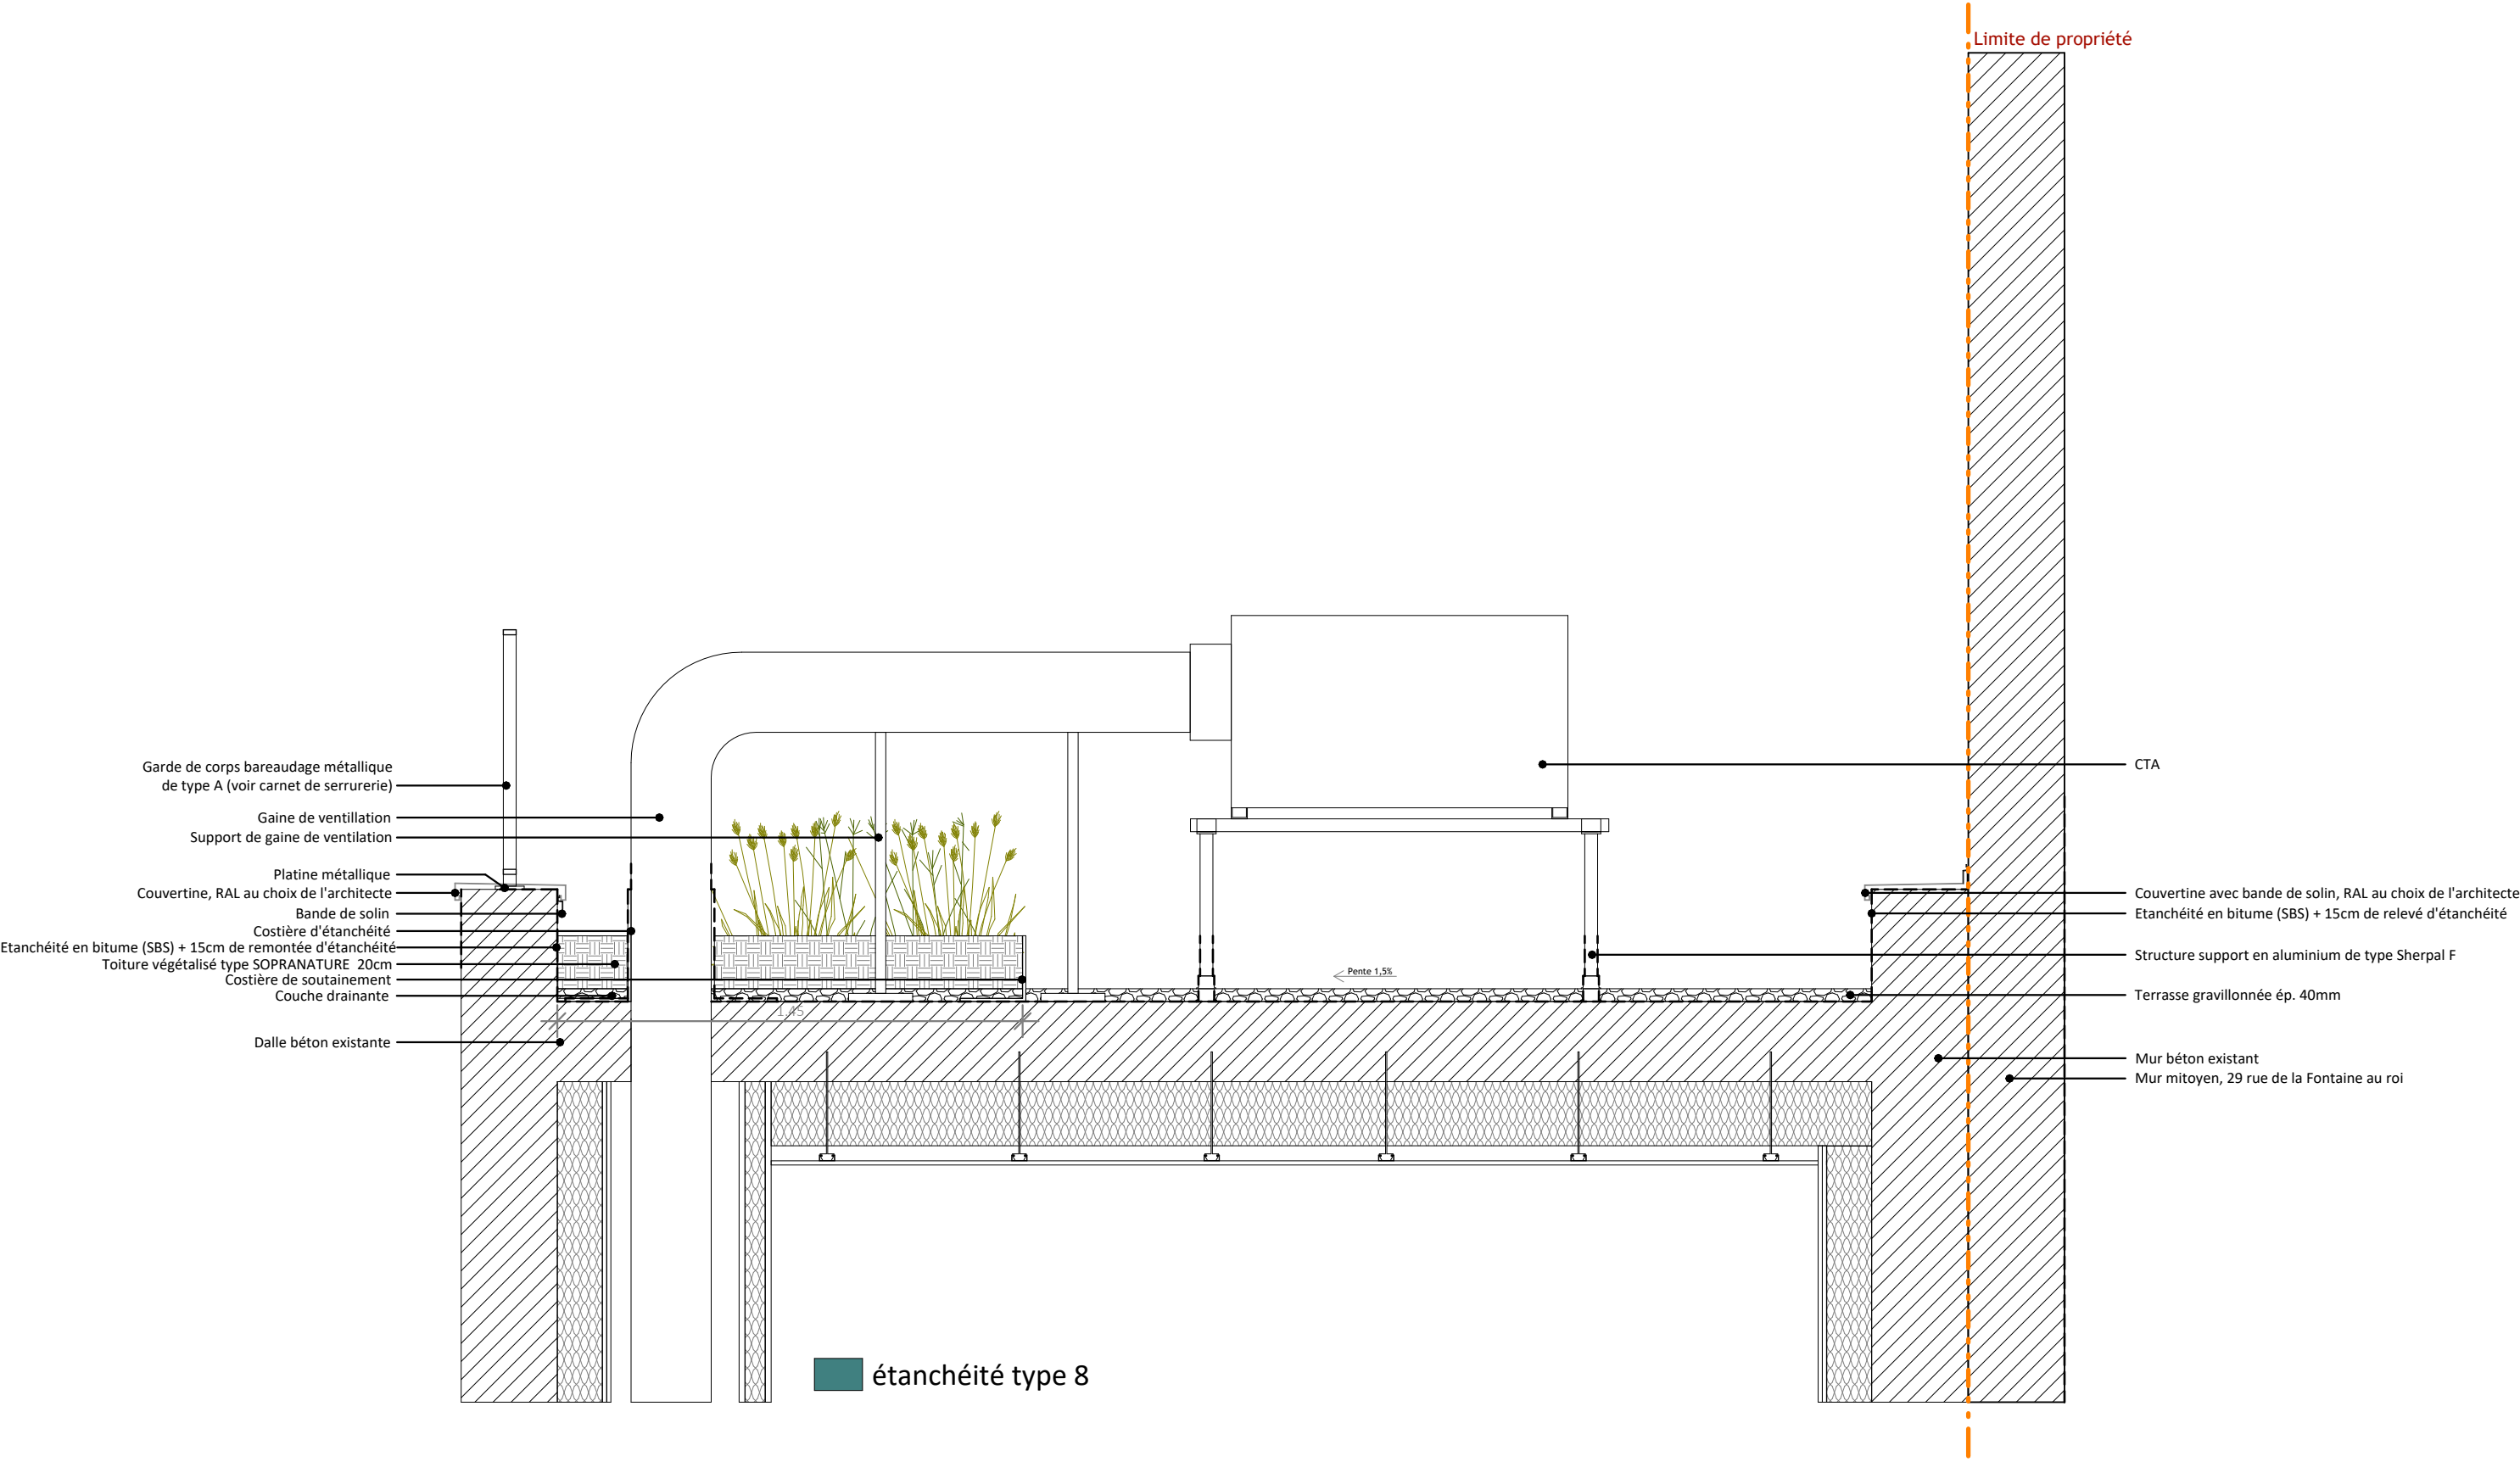 Limite de propriété
Garde de corps bareaudage métallique
de type A (voir carnet de serrurerie)
Gaine de ventillation
Support de gaine de ventilation
Platine métallique
Couvertine, RAL au choix de l'architecte
Bande de solin
Costière d'étanchéité
Etanchéité en bitume (SBS) + 15cm de remontée d'étanchéité
Toiture végétalisé type SOPRANATURE 20cm
Costière de soutainement
Couche drainante
Dalle béton existante
1.45
Pente 1,5%
CTA
Couvertine avec bande de solin, RAL au choix de l'architecte
Etanchéité en bitume (SBS) + 15cm de relevé d'étanchéité
Structure support en aluminium de type Sherpal F
Terrasse gravillonnée ép. 40mm
Mur béton existant
Mur mitoyen, 29 rue de la Fontaine au roi
étanchéité type 8